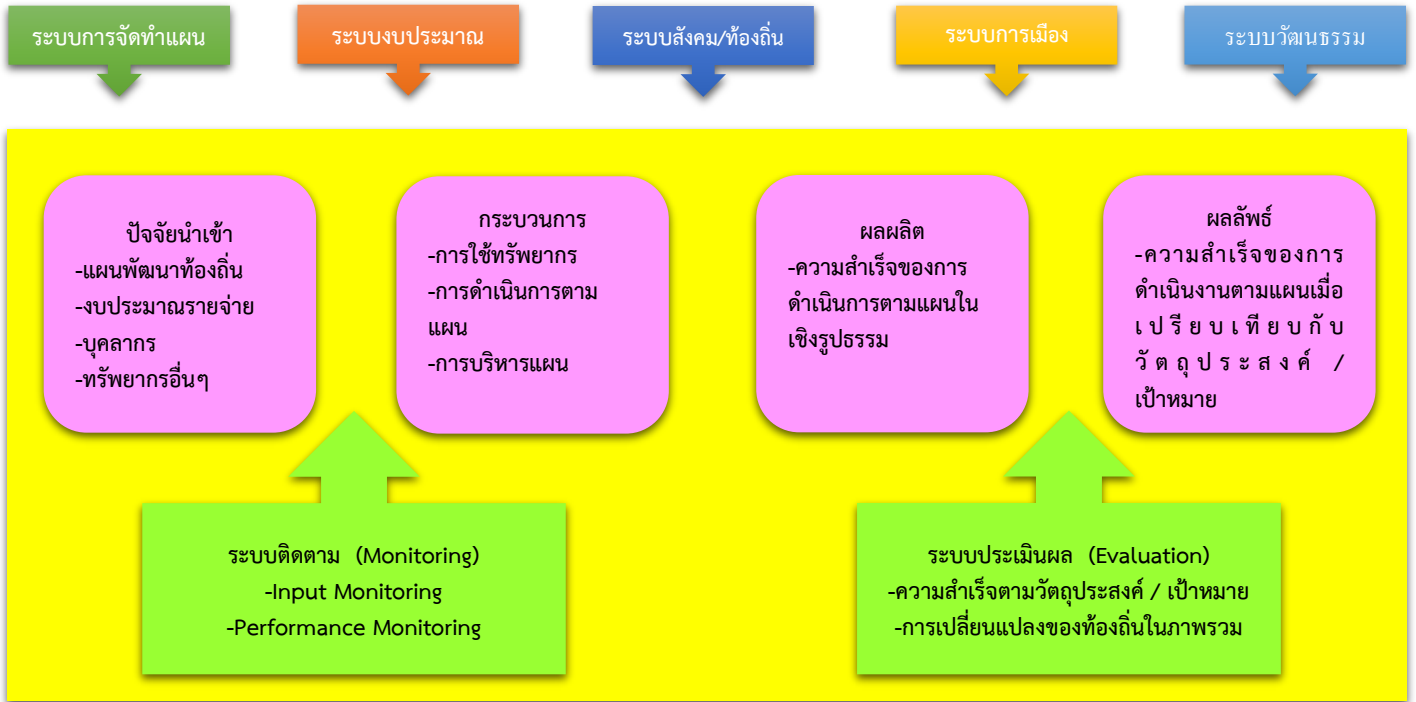 ระบบการจัดทำแผน
ระบบงบประมาณ
ระบบสังคม/ท้องถิ่น
ระบบการเมือง
ระบบวัฒนธรรม
ปัจจัยนำเข้า
-แผนพัฒนาท้องถิ่น
-งบประมาณรายจ่าย
-บุคลากร
-ทรัพยากรอื่นๆ
กระบวนการ
-การใช้ทรัพยากร
-การดำเนินการตาม
แผน
-การบริหารแผน
ผลผลิต
-ความสำเร็จของการ
ดำเนินการตามแผนใน
เชิงรูปธรรม
ผลลัพธ์
-ความสำเร็จของการ
ดำเนินงานตามแผนเมื่อ
เปรียบเทียบกับ
วัตถุประสงค์ /
เป้าหมาย
ระบบติดตาม (Monitoring)
-Input Monitoring
-Performance Monitoring
ระบบประเมินผล (Evaluation)
-ความสำเร็จตามวัตถุประสงค์ / เป้าหมาย
-การเปลี่ยนแปลงของท้องถิ่นในภาพรวม